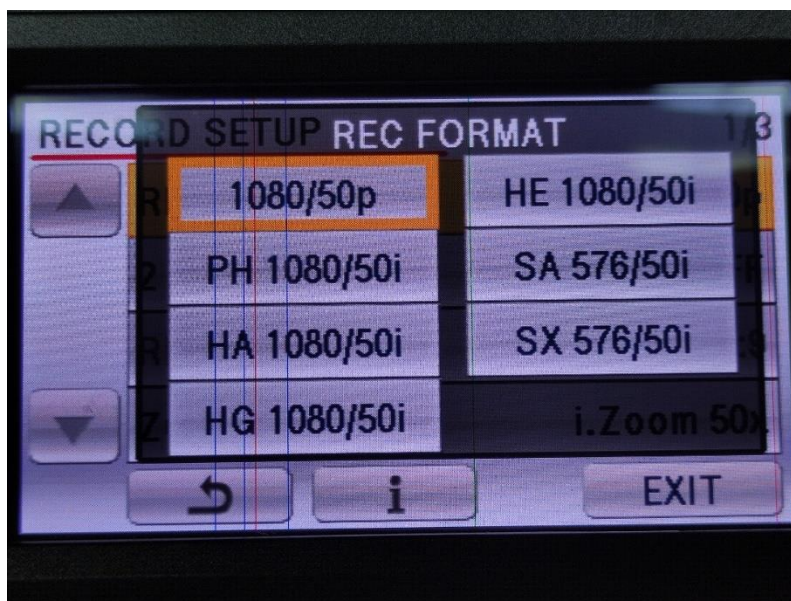 RECORD SETUP REC FORMAT 1/3
1080/50p
HE 1080/50i
PH 1080/50i
SA 576/50i
HA 1080/50i
SX 576/50i
HG 1080/50i
i.Zoom 50x
i
EXIT